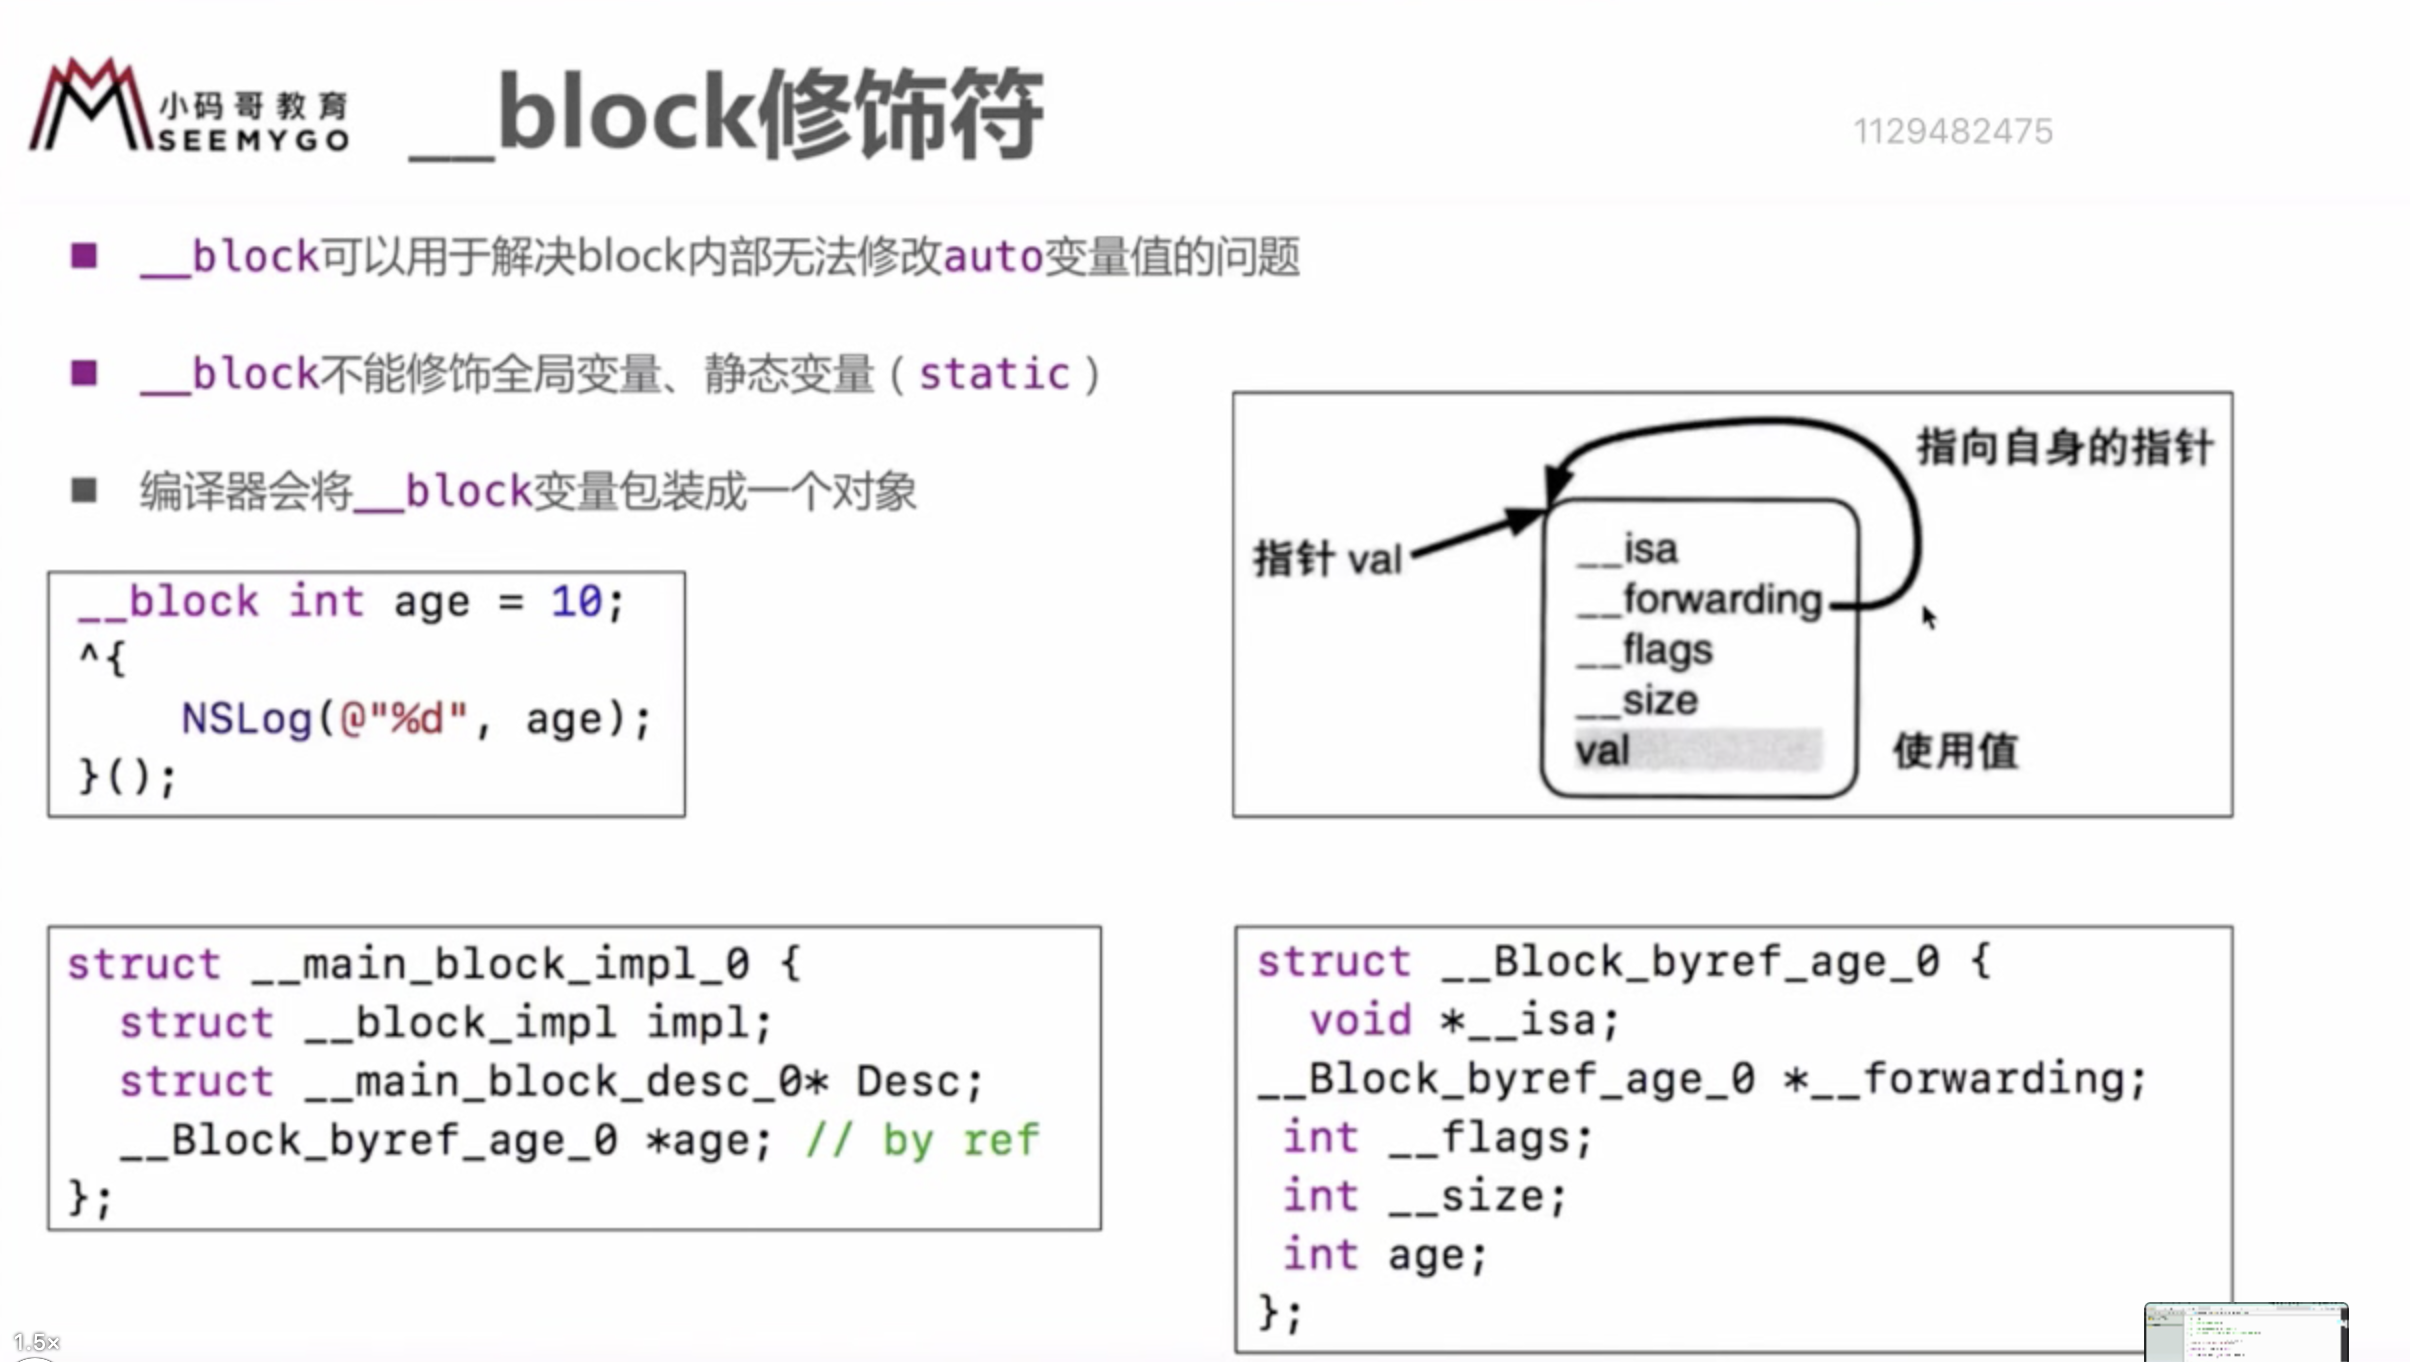 小码哥教育
SEEMYGO
__block修饰符
1129482475
__block可以用于解决block内部无法修改auto变量值的问题
__block不能修饰全局变量、静态变量（static）
编译器会将__block变量包装成一个对象
__block int age = 10;
^{
NSLog(@"%d", age);
}();
指向自身的指针
指针 val
__isa
__forwarding
__flags
__size
val
使用值
struct __main_block_impl_0 {
struct __block_impl impl;
struct __main_block_desc_0* Desc;
__Block_byref_age_0 *age; // by ref
};
struct __Block_byref_age_0 {
void *__isa;
__Block_byref_age_0 *__forwarding;
int __flags;
int __size;
int age;
};
1.5×